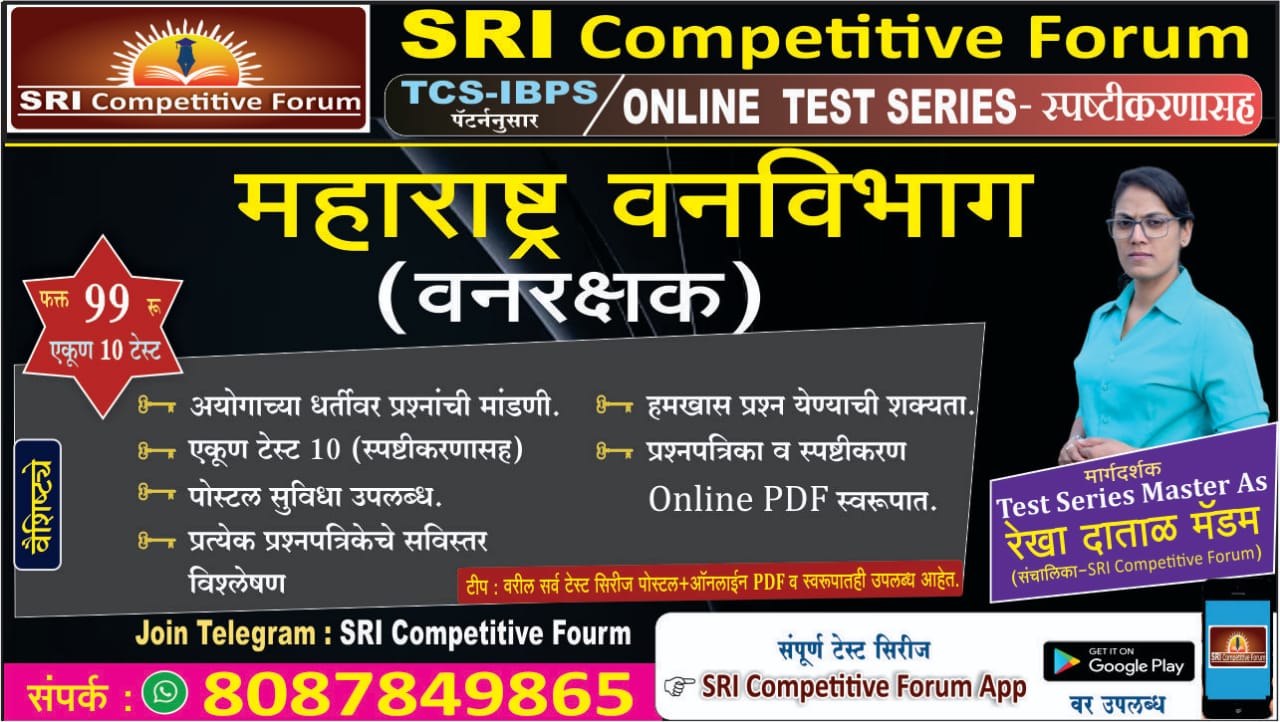 SRI Competitive Forum
SRI Competitive Forum
TCS-IBPS
पॅटर्ननुसार
ONLINE TEST SERIES- स्पष्टीकरणासह
महाराष्ट्र वनविभाग
(वनरक्षक)
फक्त 99 रू
एकूण 10 टेस्ट
वैशिष्ट्ये
अयोगाच्या धर्तीवर प्रश्नांची मांडणी.
एकूण टेस्ट 10 (स्पष्टीकरणासह)
पोस्टल सुविधा उपलब्ध.
प्रत्येक प्रश्नपत्रिकेचे सविस्तर
विश्लेषण
हमखास प्रश्न येण्याची शक्यता.
प्रश्नपत्रिका व स्पष्टीकरण
Online PDF स्वरूपात.
टीप : वरील सर्व टेस्ट सिरीज पोस्टल+ऑनलाईन PDF व स्वरूपातही उपलब्ध आहेत.
मार्गदर्शक
Test Series Master As
रेखा दाताळ मॅडम
(संचालिका-SRI Competitive Forum)
Join Telegram : SRI Competitive Fourm
संपर्क : 8087849865
संपूर्ण टेस्ट सिरीज
SRI Competitive Forum App
GET IT ON
Google Play
वर उपलब्ध
SRI Competitive Forum